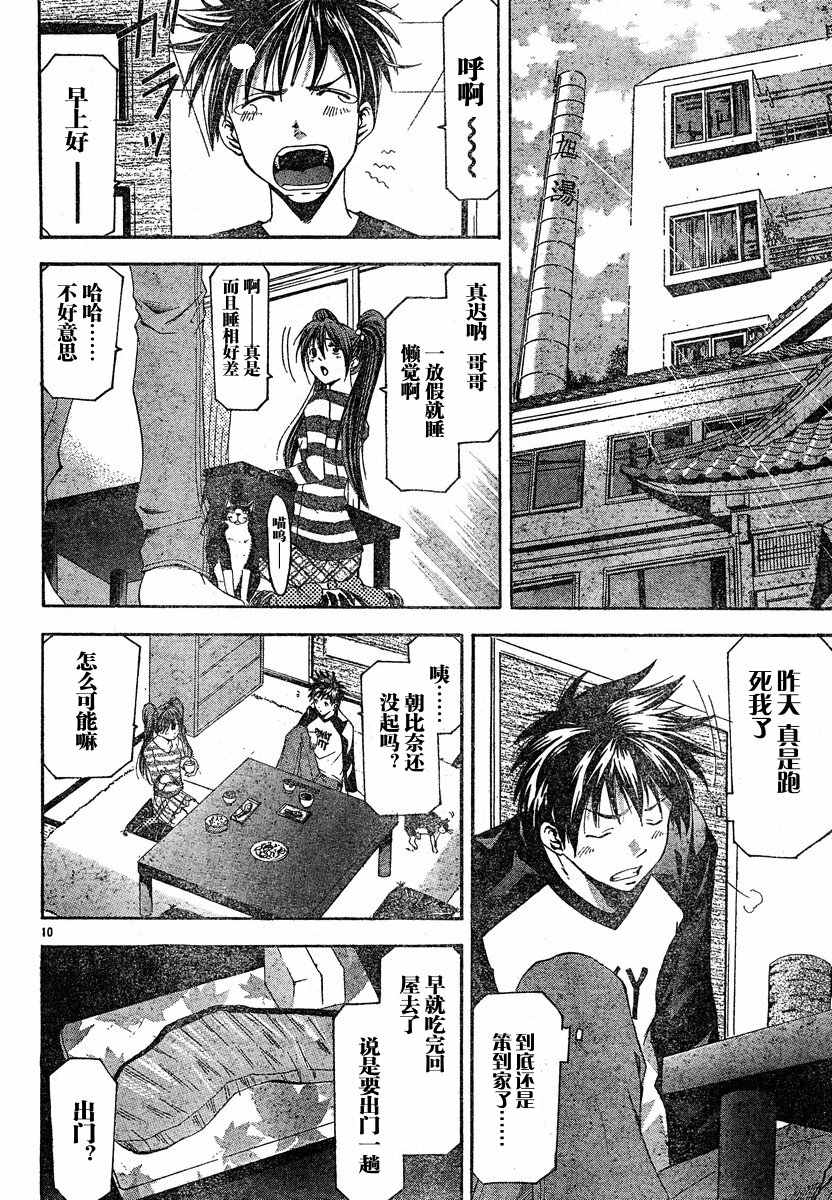 旭湯
呼啊
早上好——
真迟呐 哥哥
一放假就睡
懒觉啊
啊——真是
而且睡相好差
喵呜—
哈哈……
不好意思
昨天 真是跑
死我了
到底还是
笨到家了……
KY
咦……
朝比奈还
没起吗?
怎么可能嘛
早就吃完回
屋去了
说是要出门一趟
出门?
10